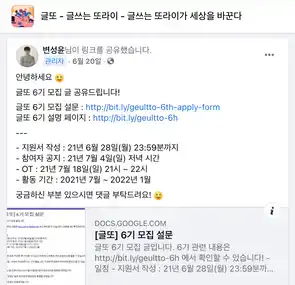 글또 - 글쓰는 또라이 - 글쓰는 또라이가 세상을 바꾼다
변성윤님이 링크를 공유했습니다.
관리자 · 6월 20일 ·
안녕하세요 😃
글또 6기 모집 글 공유드립니다!
글또 6기 모집 설문 : http://bit.ly/geultto-6th-apply-form
글또 6기 설명 페이지 : http://bit.ly/geultto-6h
---
- 지원서 작성 : 21년 6월 28일(월) 23:59분까지
- 참여자 공지 : 21년 7월 4일(일) 저녁 시간
- OT : 21년 7월 18일(일) 21시 ~ 22시
- 활동 기간 : 2021년 7월 ~ 2022년 1월
궁금하신 부분 있으시면 댓글 부탁드려요! 😃
i
또] 6기 모집 설문
DOCS.GOOGLE.COM
[글또] 6기 모집 설문
글또 6기 모집 글입니다. 6기 관련 내용은
http://bit.ly/geultto-6h 에서 확인할 수 있습니다! ~
일정 - 지원서 작성 : 21년 6월 28일(월) 23:59분까...